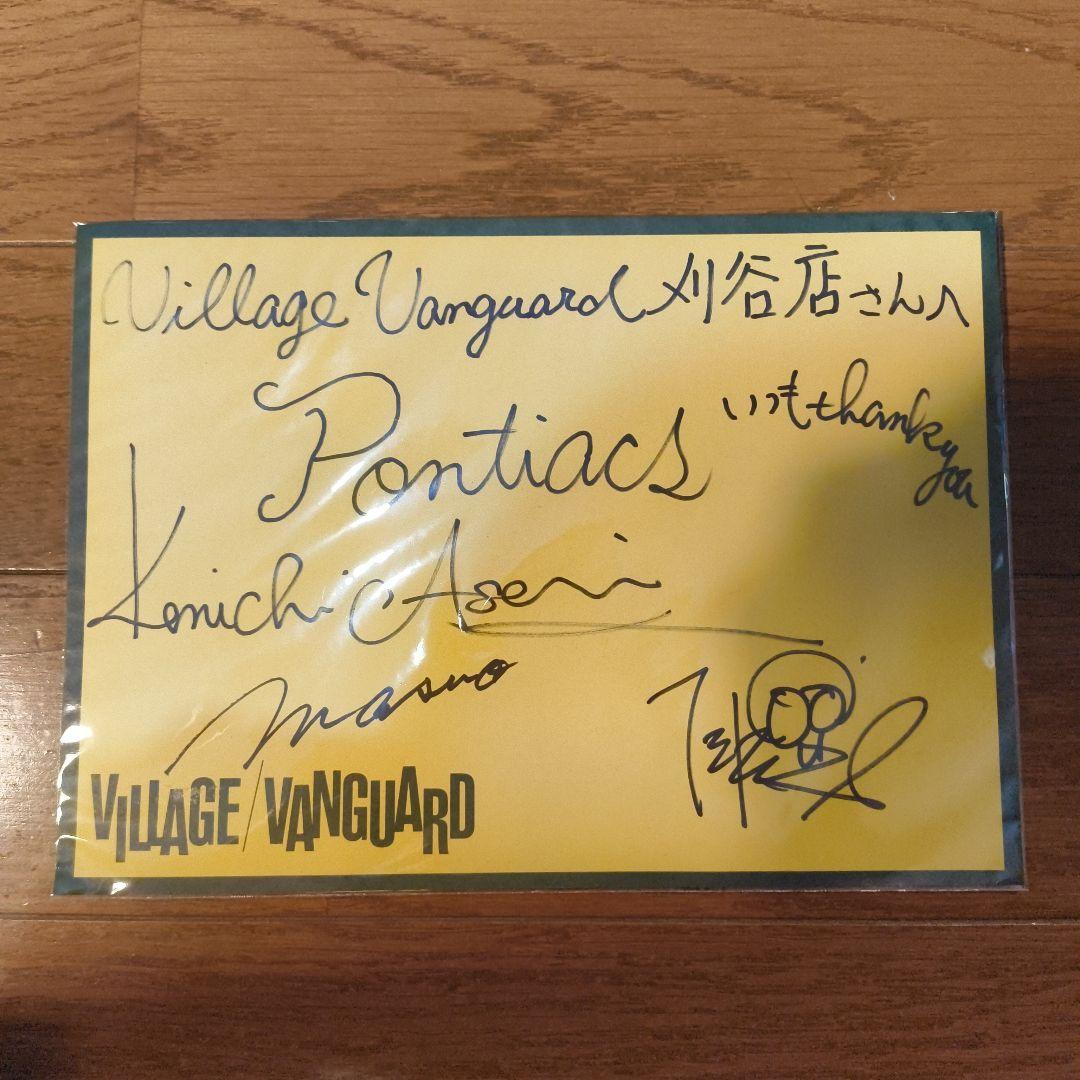 Village Vanguard 刈谷店さんへ
いつもthank you
Pontiacs
Kenichi Asai
masuo
VILLAGE/VANGUARD